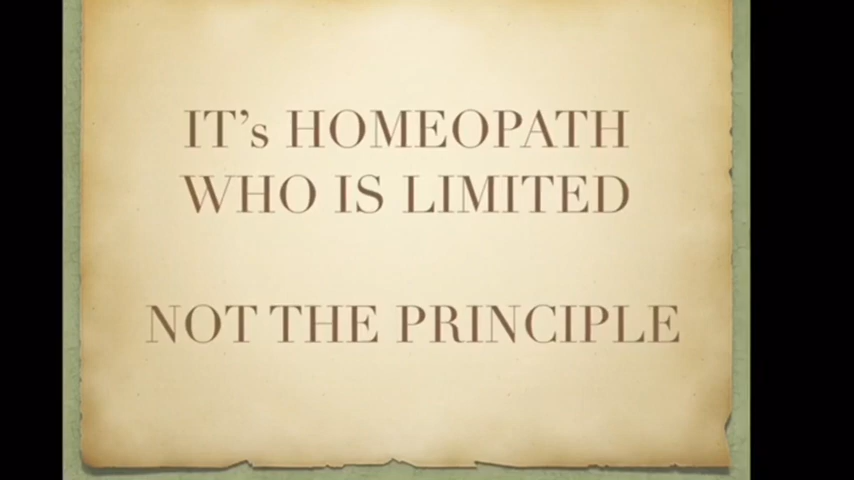 IT's HOMEOPATH
WHO IS LIMITED
NOT THE PRINCIPLE